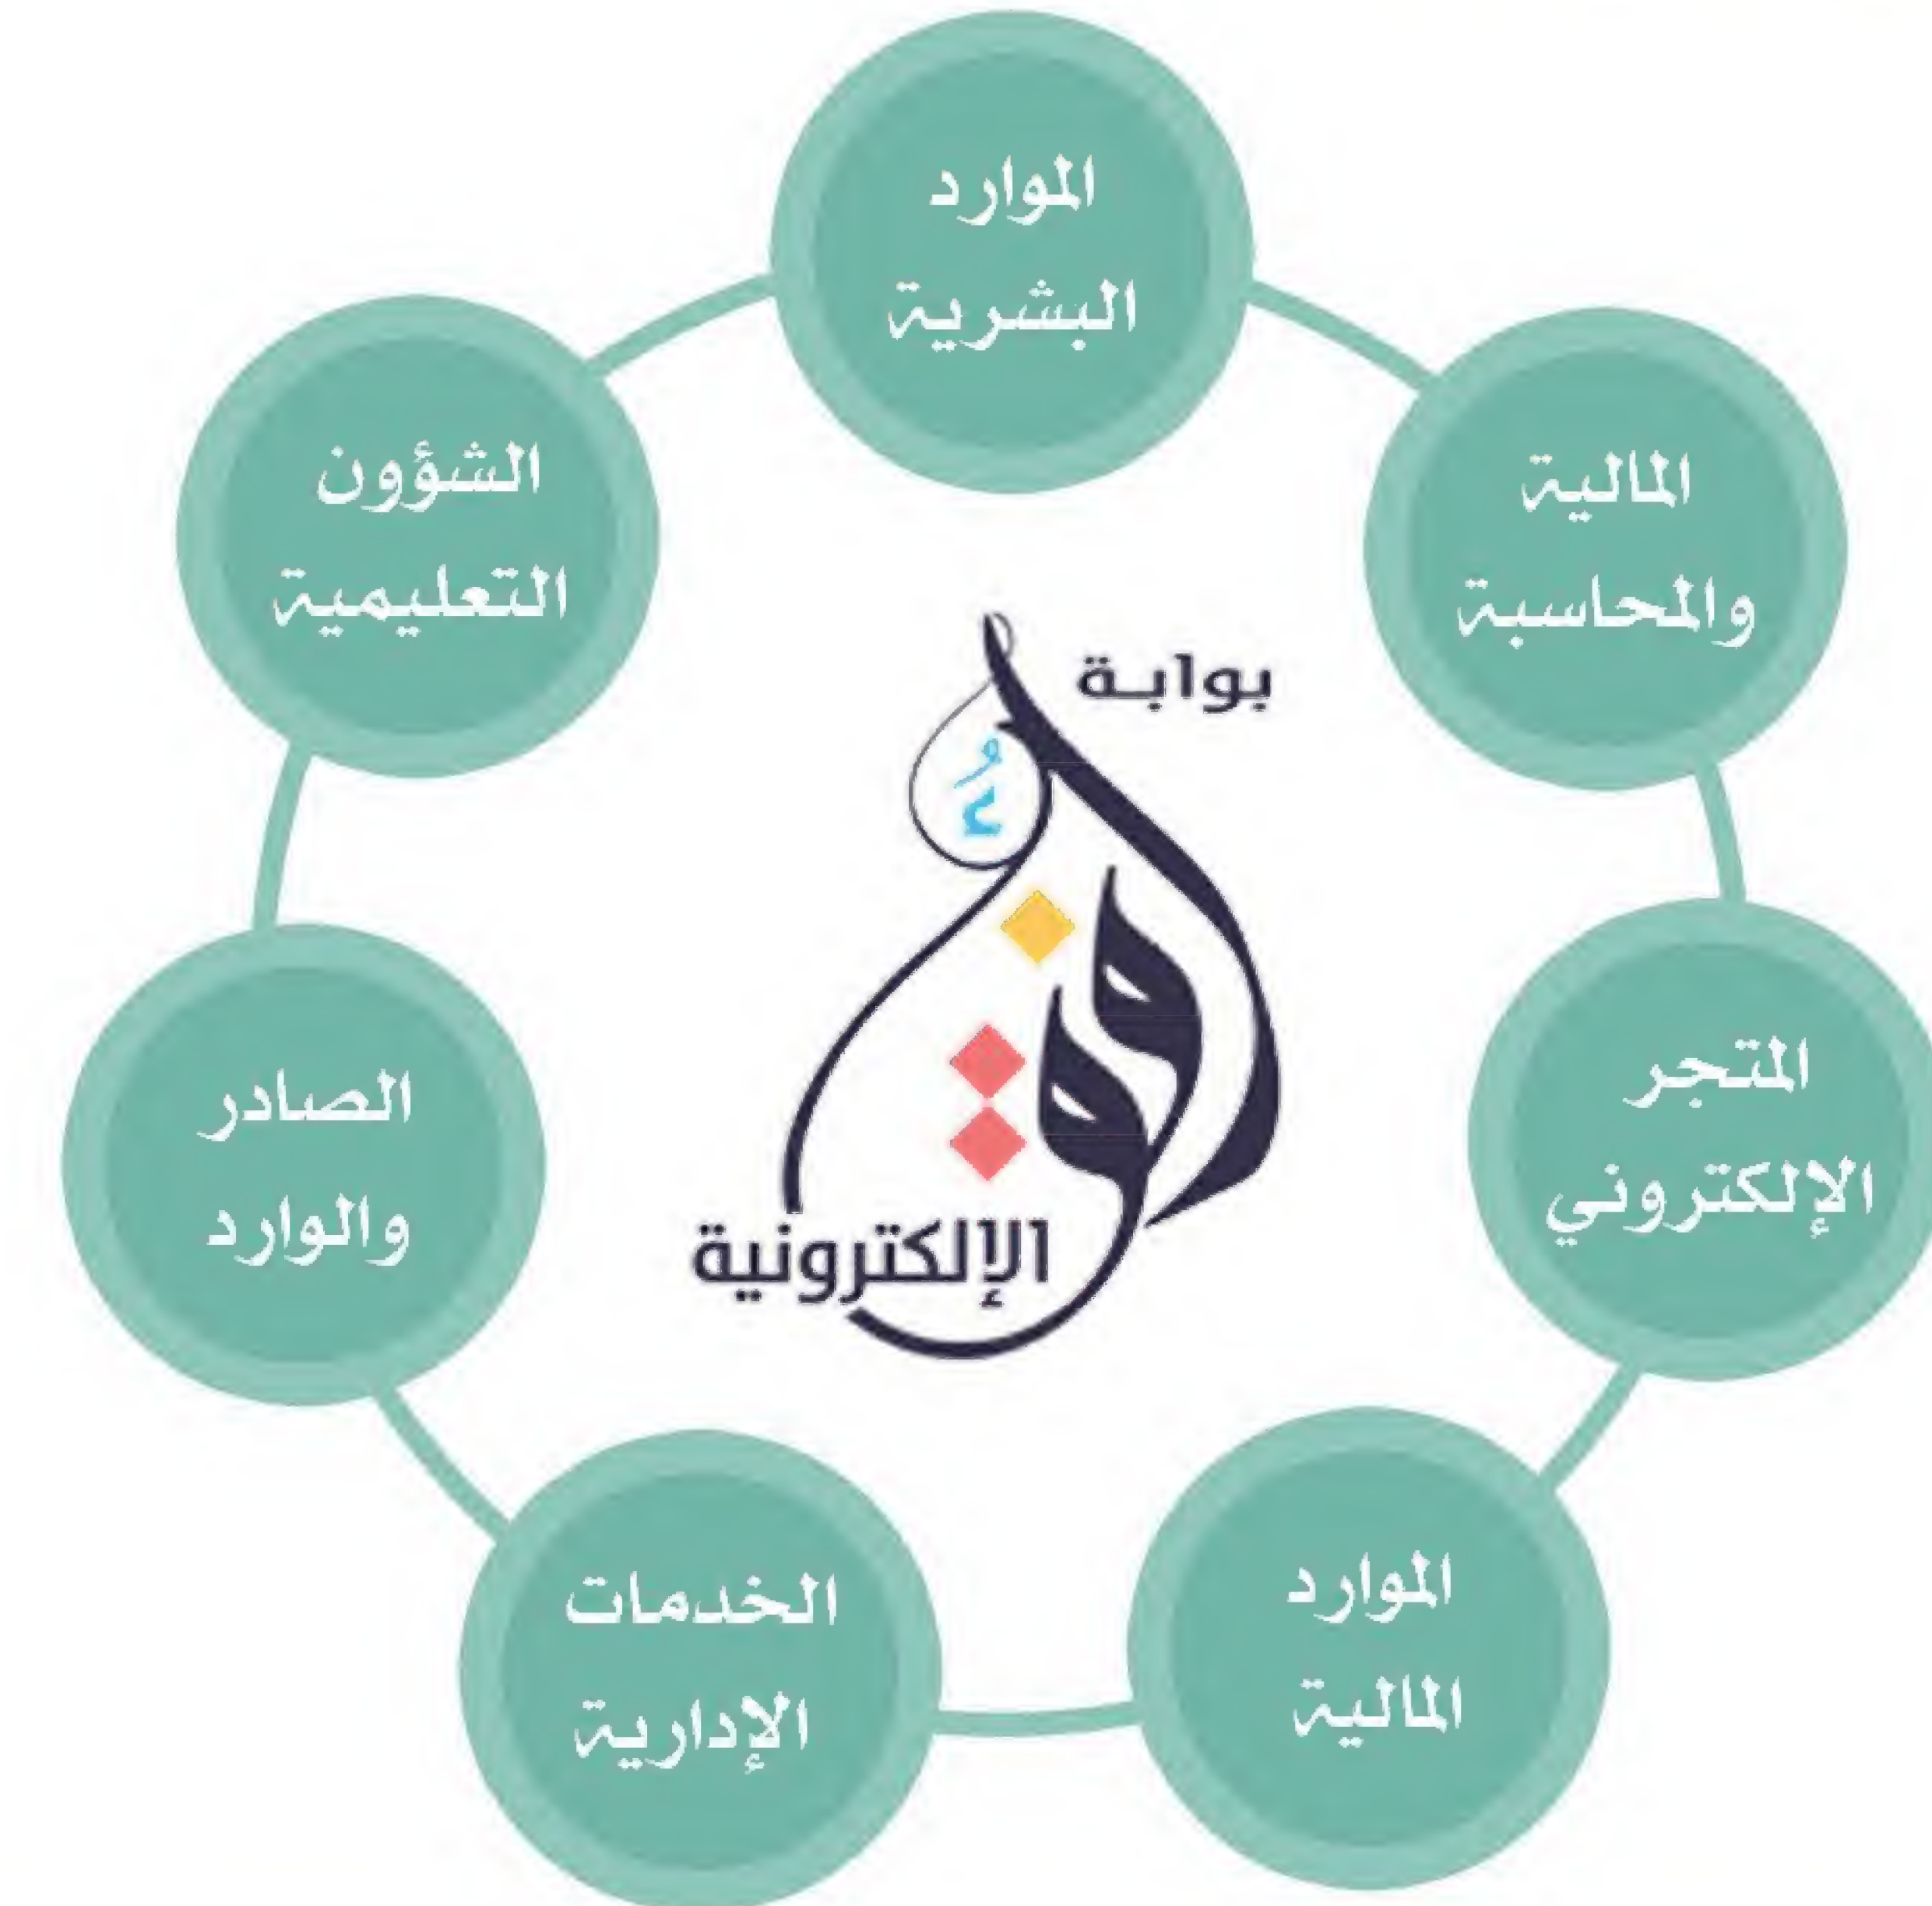 الموارد
البشرية
المالية
والمحاسبة
المتجر
الإلكتروني
الموارد
المالية
الخدمات
الإدارية
الصادر
والوارد
الشؤون
التعليمية
بوابة
الإلكترونية